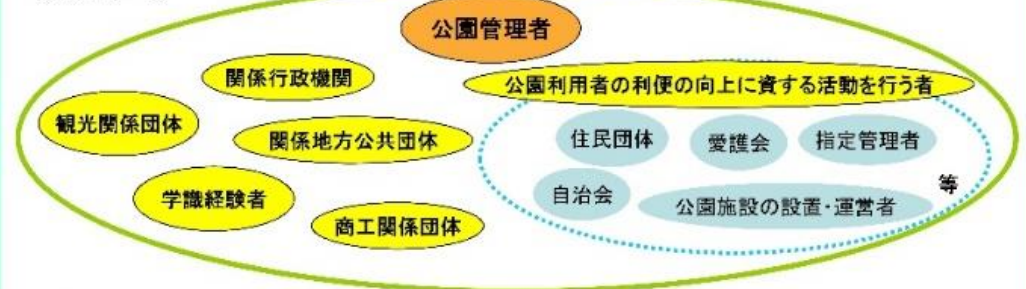 公園管理者
関係行政機関
公園利用者の利便の向上に資する活動を行う者
観光関係団体
関係地方公共団体
住民団体
愛護会
指定管理者
学識経験者
自治会
等
公園施設の設置・運営者
商工関係団体